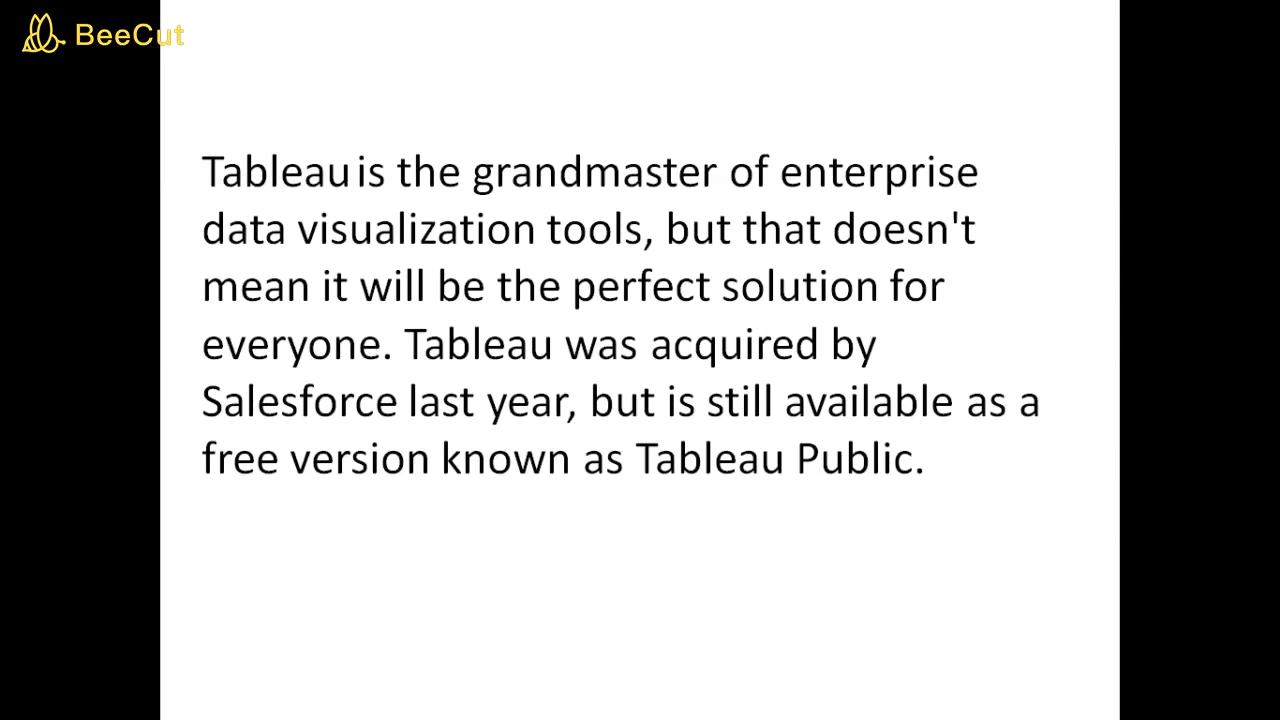 BeeCut
Tableau is the grandmaster of enterprise
data visualization tools, but that doesn't
mean it will be the perfect solution for
everyone. Tableau was acquired by
Salesforce last year, but is still available as a
free version known as Tableau Public.